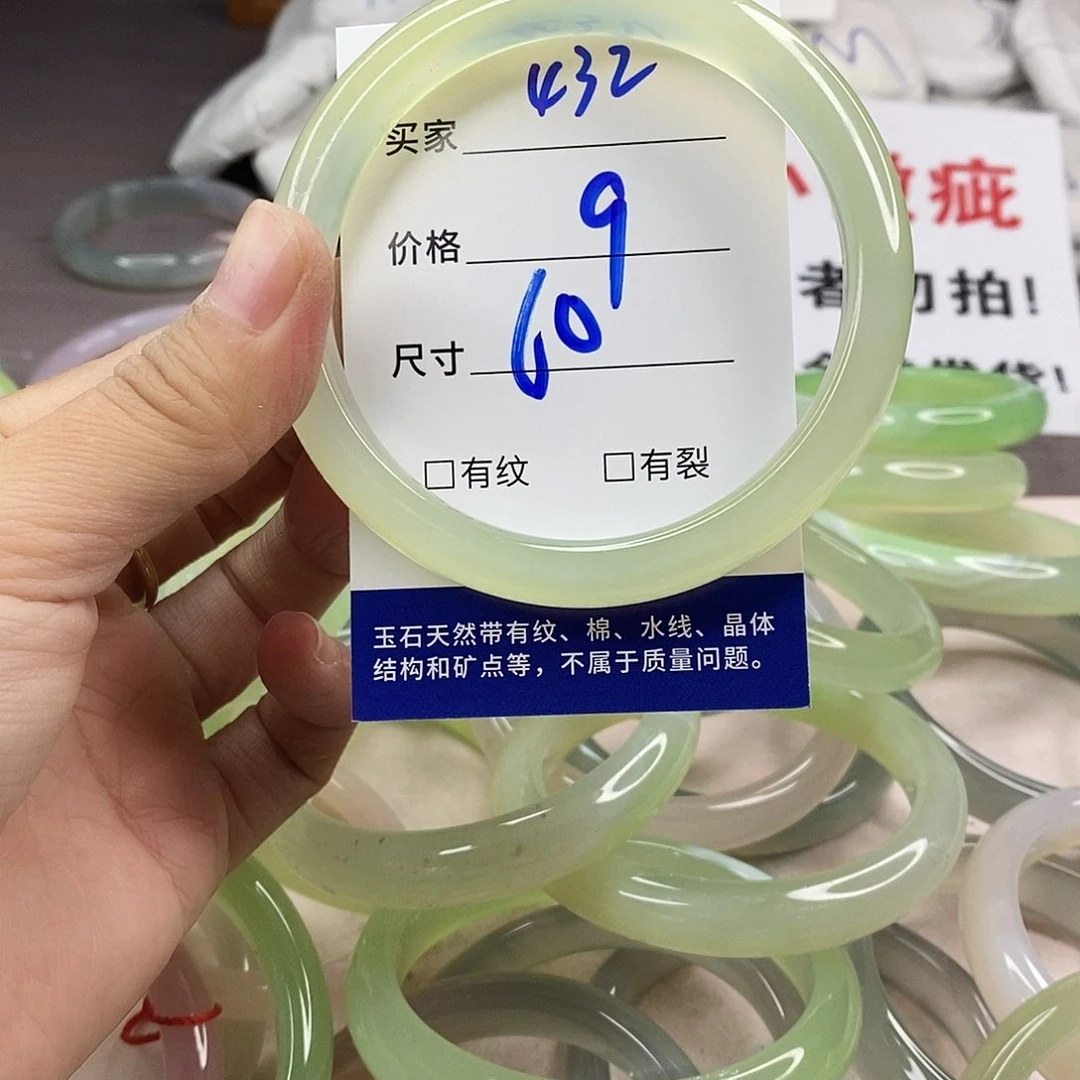 432
买家
9
价格
60
尺寸
□有纹 □有裂
玉石天然带有纹、棉、水线、晶体
结构和矿点等，不属于质量问题。
疵
者勿拍!